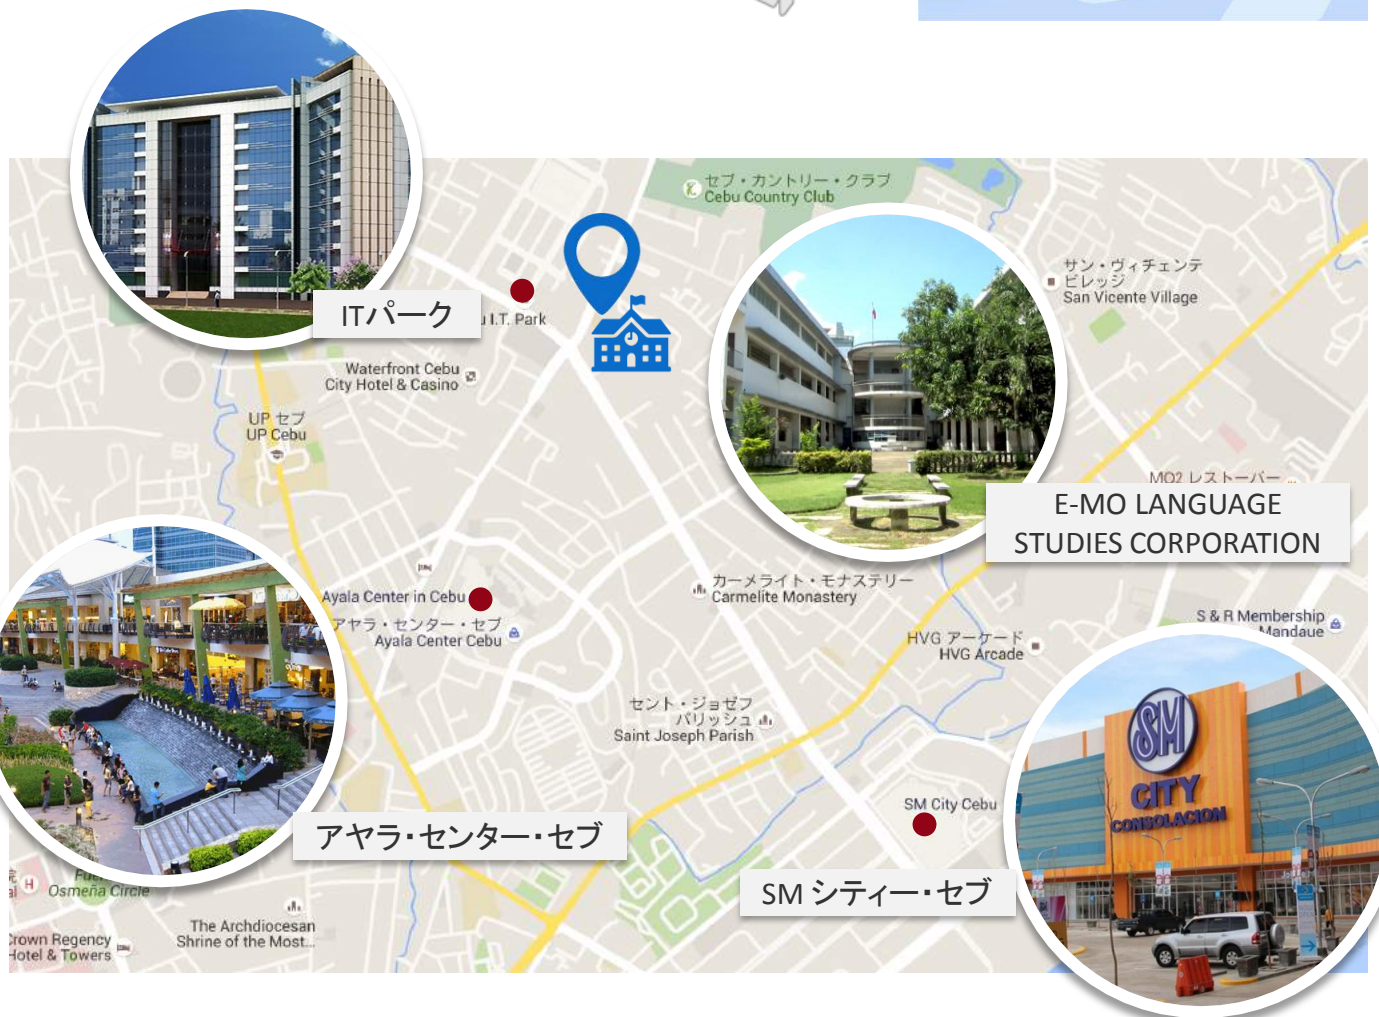 セブ・カントリー・クラブ
Cebu Country Club
サン・ヴィチェンテ
ビレッジ
San Vicente Village
ITパーク
u I.T. Park
Waterfront Cebu
City Hotel & Casino
UP セブ
UP Cebu
MO2 レストーバー ...
E-MO LANGUAGE
STUDIES CORPORATION
Ayala Center in Cebu
アヤラ・センター・セブ
Ayala Center Cebu
カーメライト・モナステリー
Carmelite Monastery
S & R Membership
Mandaue
HVG アーケード
HVG Arcade
セント・ジョゼフ
パリッシュ
Saint Joseph Parish
SM
CITY
CONSOLACION
SM City Cebu
アヤラ・センター・セブ
SM シティー・セブ
H
Osmeña Circle
The Archdiocesan
Shrine of the Most...
Crown Regency
Hotel & Towers